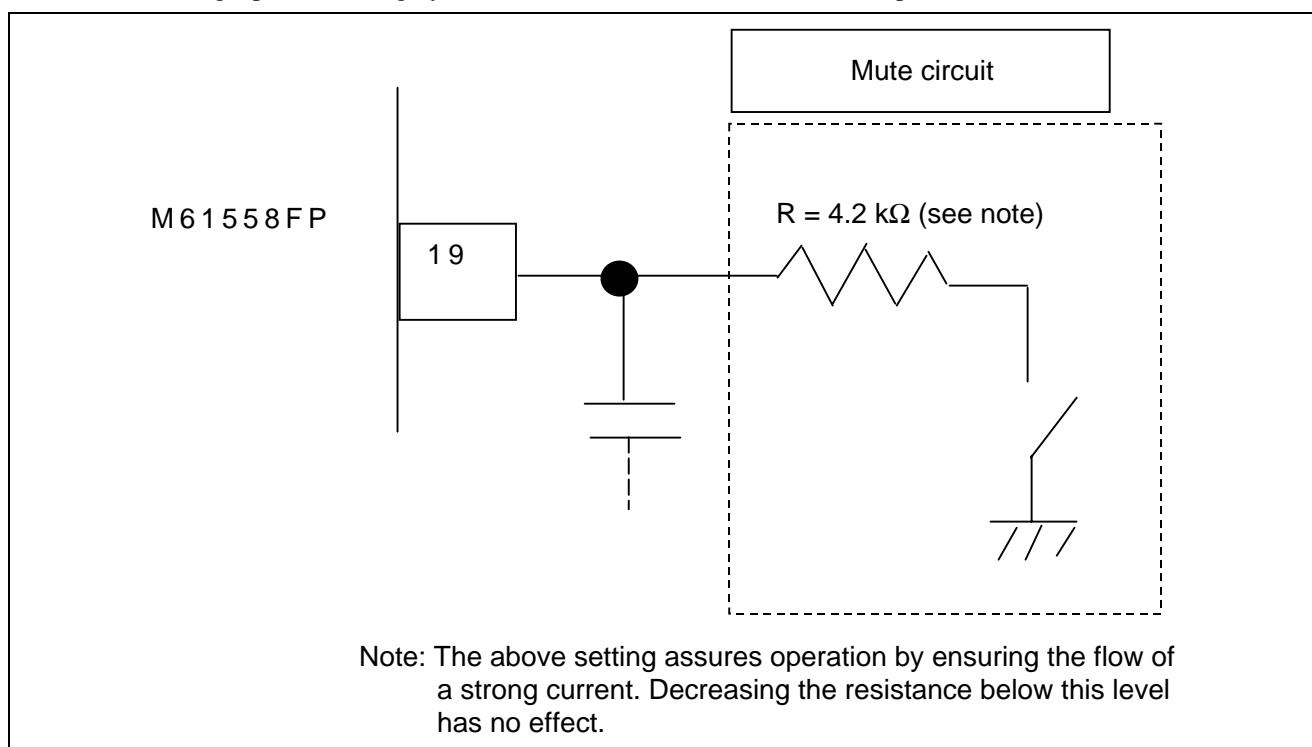 Mute circuit
M61558FP
R = 4.2 kΩ (see note)
19
Note: The above setting assures operation by ensuring the flow of
a strong current. Decreasing the resistance below this level
has no effect.